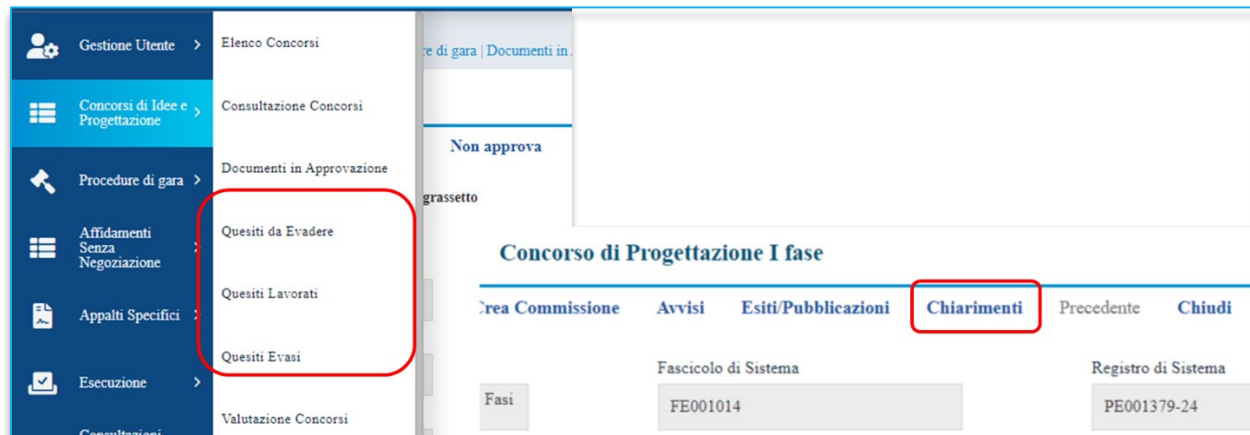 Gestione Utente
Concorsi di Idee e
Progettazione
Procedure di gara
Affidamenti
Senza
Negoziazione
Appalti Specifici
Esecuzione
Elenco Concorsi
Consultazione Concorsi
Documenti in Approvazione
Quesiti da Evadere
Quesiti Lavorati
Quesiti Evasi
Valutazione Concorsi
di gara | Documenti in
Non approva
grassetto
Concorso di Progettazione I fase
Commissione Avvisi Esiti/Pubblicazioni Chiarimenti Precedente Chiudi
Fascicolo di Sistema Registro di Sistema
Fasi FE001014 PE001379-24